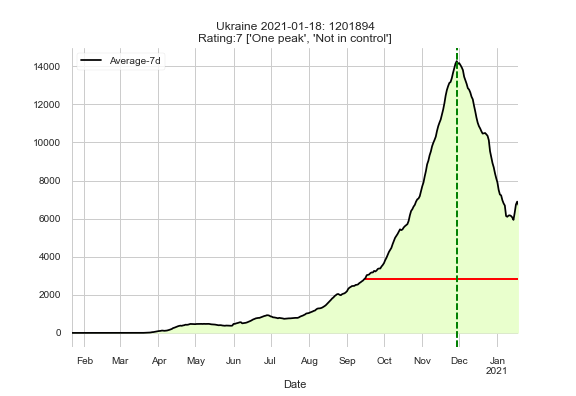 Ukraine 2021-01-18: 1201894
Rating:7 ['One peak', 'Not in control']
Average-7d
14000
12000
10000
8000
6000
4000
2000
0
Feb Mar Apr May Jun Jul Aug Sep Oct Nov Dec Jan
2021
Date